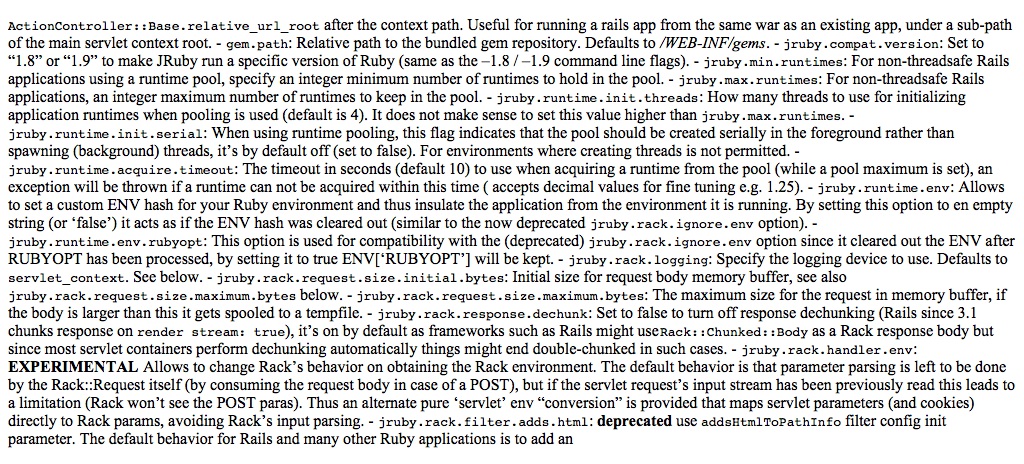 ActionController::Base.relative_url_root after the context path. Useful for running a rails app from the same war as an existing app, under a sub-path
of the main servlet context root. - gem.path: Relative path to the bundled gem repository. Defaults to /WEB-INF/gems. - jruby.compat.version: Set to
“1.8” or “1.9” to make JRuby run a specific version of Ruby (same as the –1.8 / –1.9 command line flags). - jruby.min.runtimes: For non-threadsafe Rails
applications using a runtime pool, specify an integer minimum number of runtimes to hold in the pool. - jruby.max.runtimes: For non-threadsafe Rails
applications, an integer maximum number of runtimes to keep in the pool. - jruby.runtime.init.threads: How many threads to use for initializing
application runtimes when pooling is used (default is 4). It does not make sense to set this value higher than jruby.max.runtimes. -
jruby.runtime.init.serial: When using runtime pooling, this flag indicates that the pool should be created serially in the foreground rather than
spawning (background) threads, it’s by default off (set to false). For environments where creating threads is not permitted. -
jruby.runtime.acquire.timeout: The timeout in seconds (default 10) to use when acquiring a runtime from the pool (while a pool maximum is set), an
exception will be thrown if a runtime can not be acquired within this time ( accepts decimal values for fine tuning e.g. 1.25). - jruby.runtime.env: Allows
to set a custom ENV hash for your Ruby environment and thus insulate the application from the environment it is running. By setting this option to en empty
string (or ‘false’) it acts as if the ENV hash was cleared out (similar to the now deprecated jruby.rack.ignore.env option). -
jruby.runtime.env.rubyopt: This option is used for compatibility with the (deprecated) jruby.rack.ignore.env option since it cleared out the ENV after
RUBYOPT has been processed, by setting it to true ENV[‘RUBYOPT’] will be kept. - jruby.rack.logging: Specify the logging device to use. Defaults to
servlet_context. See below. - jruby.rack.request.size.initial.bytes: Initial size for request body memory buffer, see also
jruby.rack.request.size.maximum.bytes below. - jruby.rack.request.size.maximum.bytes: The maximum size for the request in memory buffer, if
the body is larger than this it gets spooled to a tempfile. - jruby.rack.response.dechunk: Set to false to turn off response dechunking (Rails since 3.1
chunks response on render stream: true), it’s on by default as frameworks such as Rails might use Rack::Chunked::Body as a Rack response body but
since most servlet containers perform dechunking automatically things might end double-chunked in such cases. - jruby.rack.handler.env:
EXPERIMENTAL Allows to change Rack’s behavior on obtaining the Rack environment. The default behavior is that parameter parsing is left to be done
by the Rack::Request itself (by consuming the request body in case of a POST), but if the servlet request’s input stream has been previously read this leads to
a limitation (Rack won’t see the POST paras). Thus an alternate pure ‘servlet’ env “conversion” is provided that maps servlet parameters (and cookies)
directly to Rack params, avoiding Rack’s input parsing. - jruby.rack.filter.adds.html: deprecated use addsHtmlToPathInfo filter config init
parameter. The default behavior for Rails and many other Ruby applications is to add an